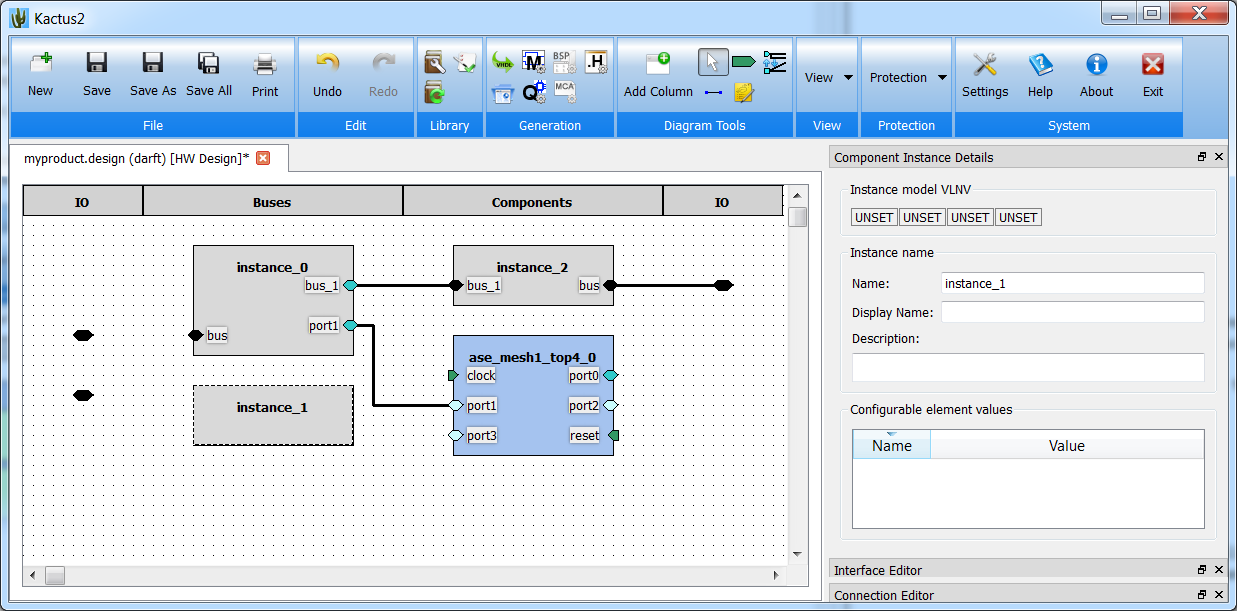 Kactus2
New Save Save As Save All Print Undo Redo VHDL M BSP .H Q MCA Add Column View Protection Settings Help About Exit
File Edit Library Generation Diagram Tools View Protection System
myproduct.design (darft) [HW Design]*
IO Buses Components IO
instance_0
bus_1
port1
bus
instance_1
instance_2
bus_1 bus
ase_mesh1_top4_0
clock port0
port1 port2
port3 reset
Component Instance Details
Instance model VLNV
UNSET UNSET UNSET UNSET
Instance name
Name: instance_1
Display Name:
Description:
Configurable element values
Name Value
Interface Editor
Connection Editor